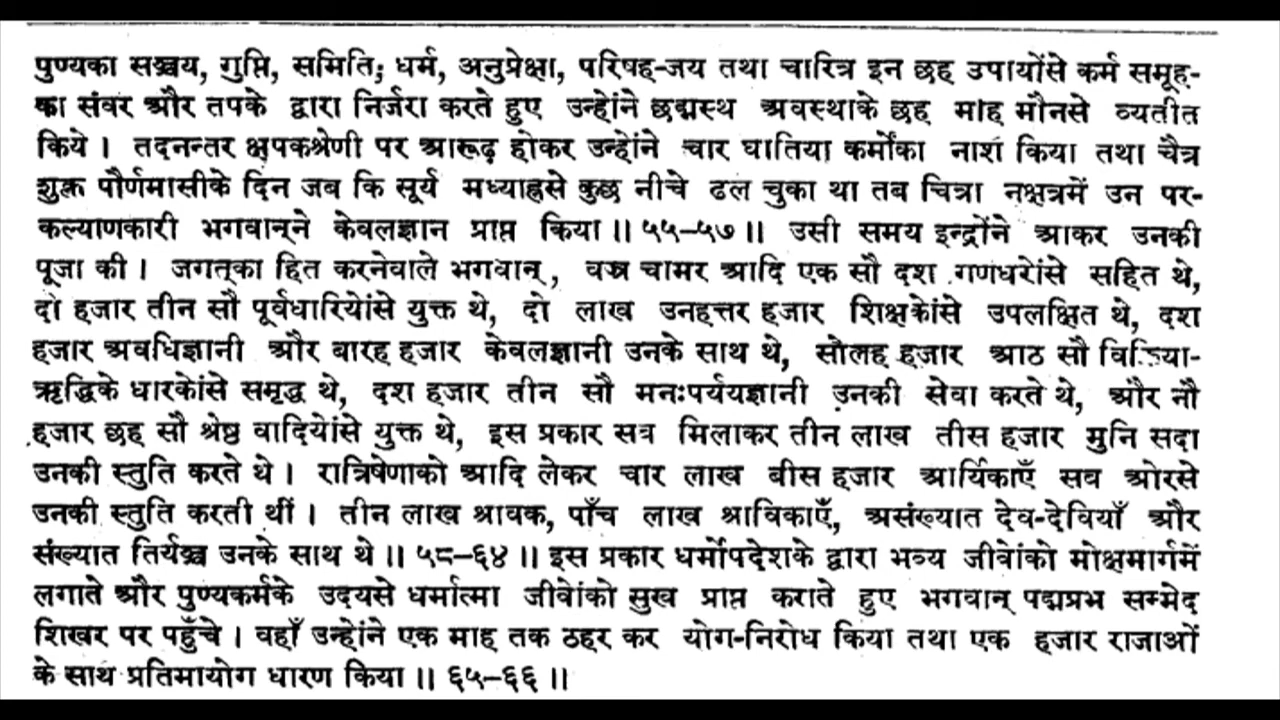 पुण्यका सञ्चय, गुप्ति, समिति; धर्म, अनुप्रेक्षा, परिषह-जय तथा चारित्र इन छह उपायोंसे कर्म समूह-
का संवर और तपके द्वारा निर्जरा करते हुए उन्होंने छद्मस्थ अवस्थाके छह माह मौनसे व्यतीत
किये । तदनन्तर क्षपकश्रेणी पर आरूढ़ होकर उन्होंने चार घातिया कर्मोंका नाश किया तथा चैत्र
शुक्ल पौर्णमासीके दिन जब कि सूर्य मध्याह्नसे कुछ नीचे ढल चुका था तब चित्रा नक्षत्रमें उन पर-
कल्याणकारी भगवान्‌ने केवलज्ञान प्राप्त किया ॥ ५५-५७ ॥ उसी समय इन्द्रोंने आकर उनकी
पूजा की । जगत्‌का हित करनेवाले भगवान् , वज्र चामर आदि एक सौ दश गणधरोंसे सहित थे,
दो हजार तीन सौ पूर्वधारियोंसे युक्त थे, दो लाख उनहत्तर हजार शिक्षकोंसे उपलक्षित थे, दश
हजार अवधिज्ञानी और बारह हजार केवलज्ञानी उनके साथ थे, सोलह हजार आठ सौ विक्रिया-
ऋद्धिके धारकोंसे समृद्ध थे, दश हजार तीन सौ मनःपर्ययज्ञानी उनकी सेवा करते थे, और नौ
हजार छह सौ श्रेष्ठ वादियोंसे युक्त थे, इस प्रकार सब मिलाकर तीन लाख तीस हजार मुनि सदा
उनकी स्तुति करते थे । रात्रिषेणाको आदि लेकर चार लाख बीस हजार आर्यिकाएँ सब ओरसे
उनकी स्तुति करती थीं । तीन लाख श्रावक, पाँच लाख श्राविकाएँ, असंख्यात देव-देवियाँ और
संख्यात तिर्यञ्च उनके साथ थे ॥ ५८-६४ ॥ इस प्रकार धर्मोपदेशके द्वारा भव्य जीवोंको मोक्षमार्गमें
लगाते और पुण्यकर्मके उदयसे धर्मात्मा जीवोंको सुख प्राप्त कराते हुए भगवान् पद्मप्रभ सम्मेद
शिखर पर पहुँचे । वहाँ उन्होंने एक माह तक ठहर कर योग-निरोध किया तथा एक हजार राजाओं
के साथ प्रतिमायोग धारण किया ॥ ६५-६६ ॥